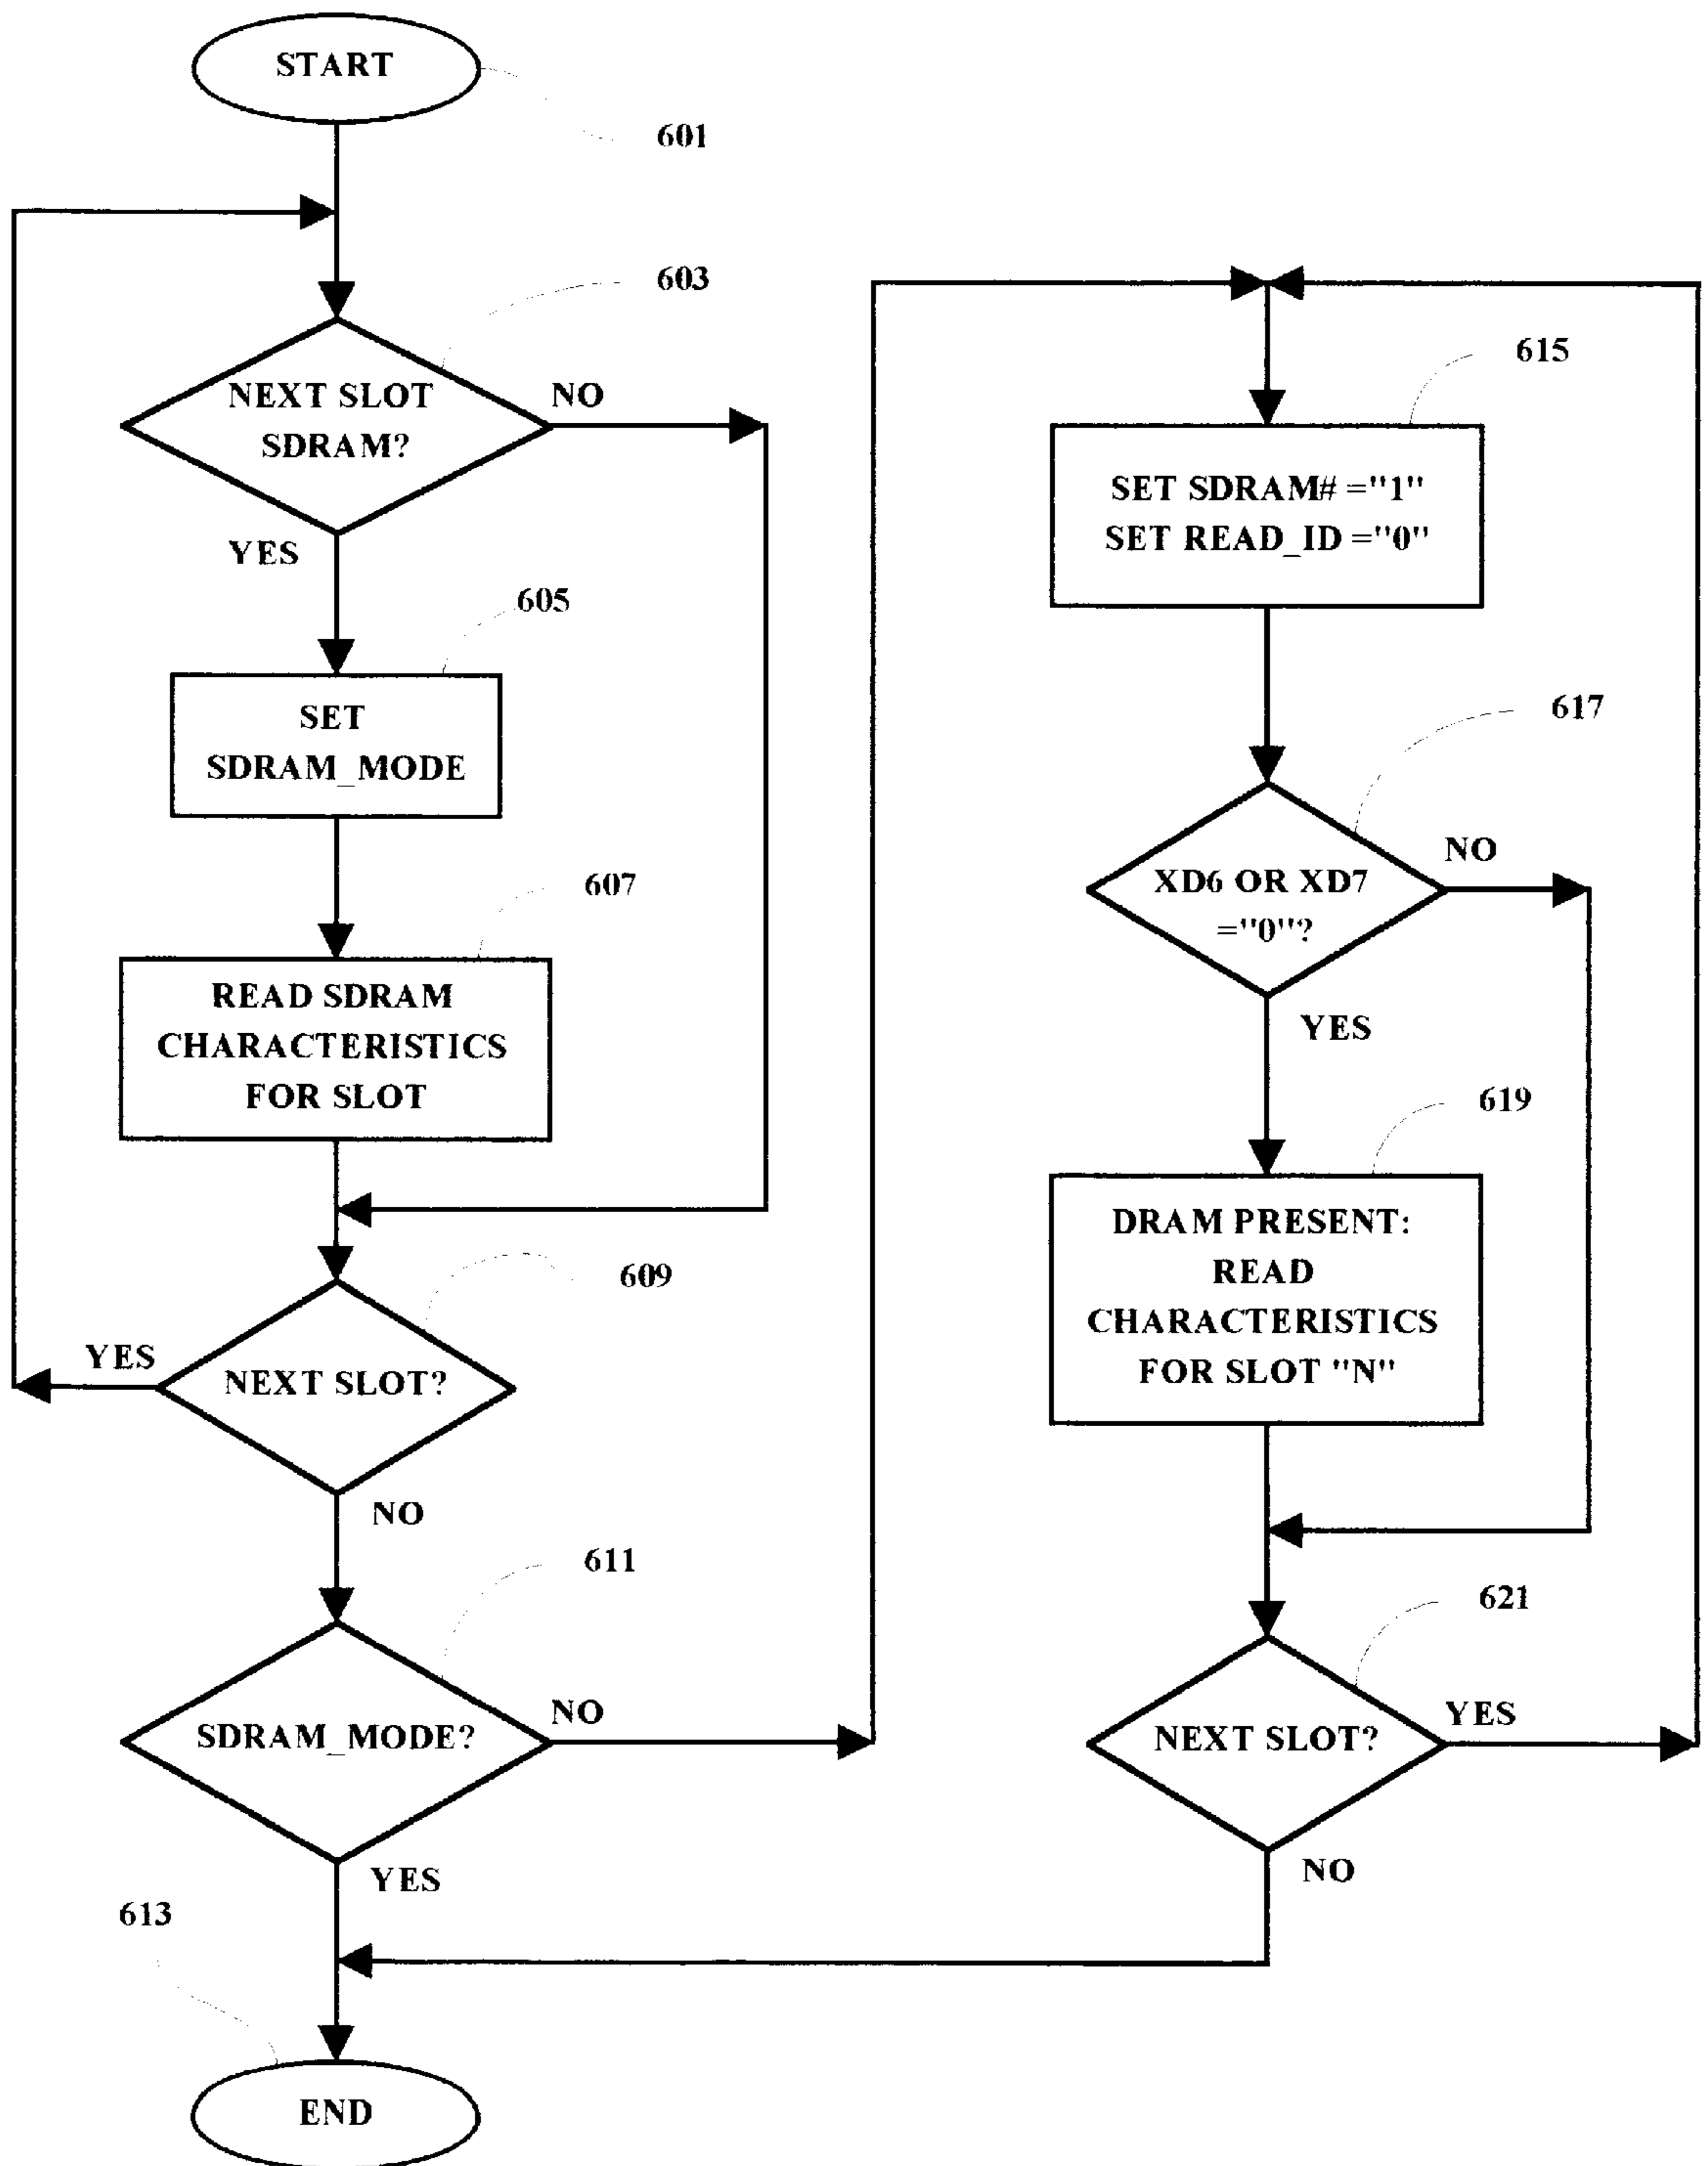 START
601
603
NEXT SLOT
SDRAM?
NO
YES
605
SET
SDRAM_MODE
607
READ SDRAM
CHARACTERISTICS
FOR SLOT
609
YES
NEXT SLOT?
NO
611
SDRAM_MODE?
NO
YES
613
END
615
SET SDRAM# ="1"
SET READ_ID ="0"
617
XD6 OR XD7
="0"?
NO
YES
619
DRAM PRESENT:
READ
CHARACTERISTICS
FOR SLOT "N"
621
NEXT SLOT?
YES
NO